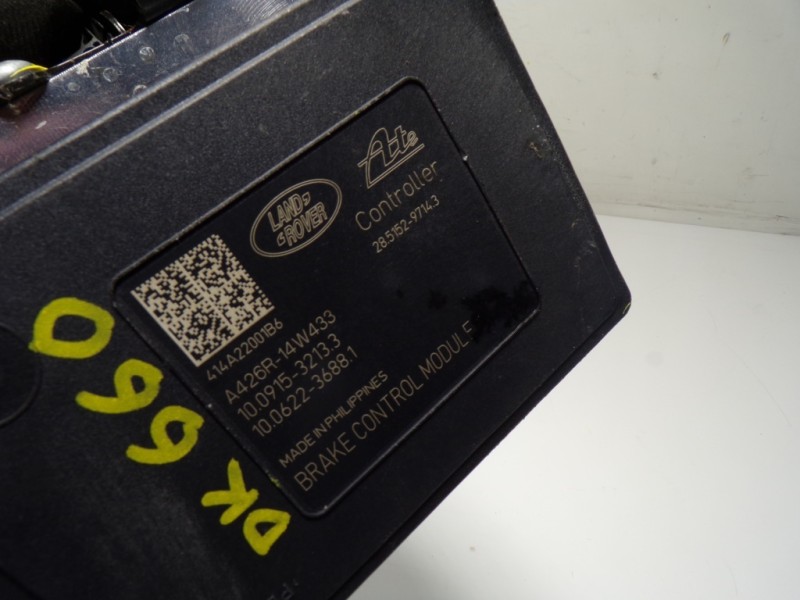 LAND
ROVER
Ate
Controller
28.5152-9714.3
414A22001B6
A426R-14W433
10.0915-3213.3
10.0622-3688.1
MADE IN PHILIPPINES
BRAKE CONTROL MODULE
DK 660